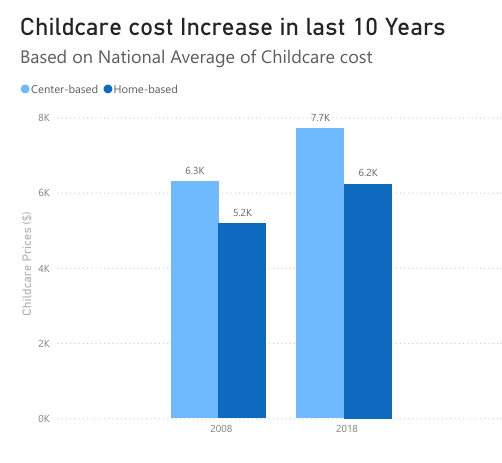 Childcare cost Increase in last 10 Years
Based on National Average of Childcare cost
Center-based Home-based
Childcare Prices ($)
8K
6K
4K
2K
0K
6.3K
5.2K
7.7K
6.2K
2008
2018